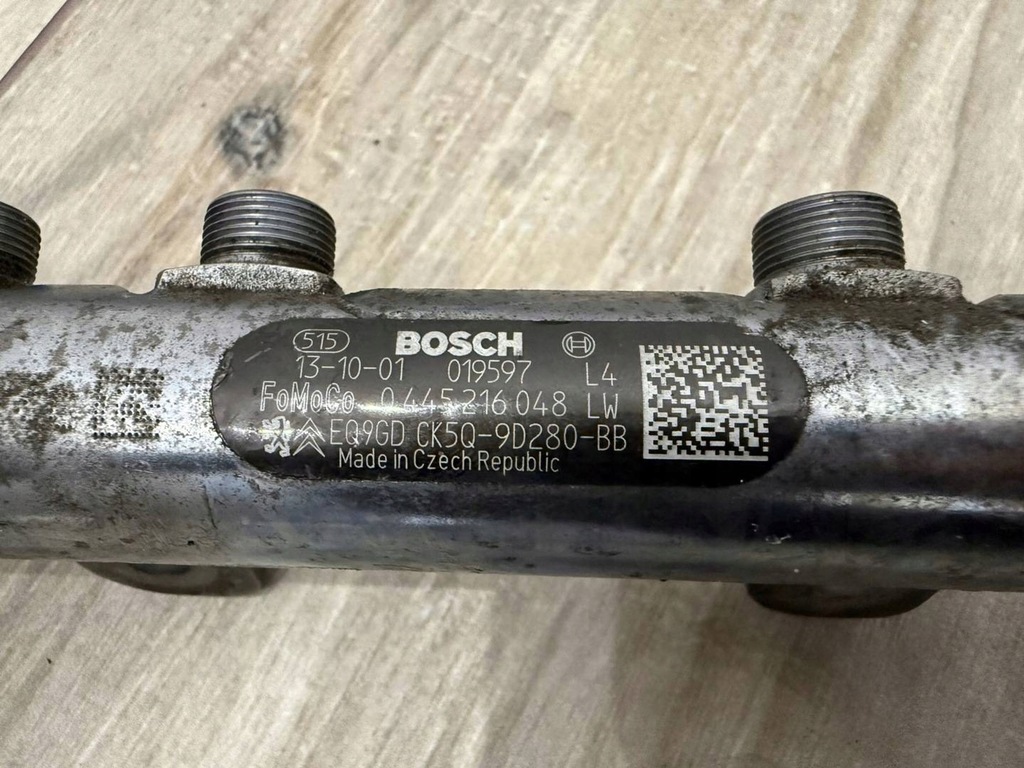 515 BOSCH
13-10-01 019597 L4
FoMoCo 0 445 216 048 LW
EQ9GD CK5Q-9D280-BB
Made in Czech Republic